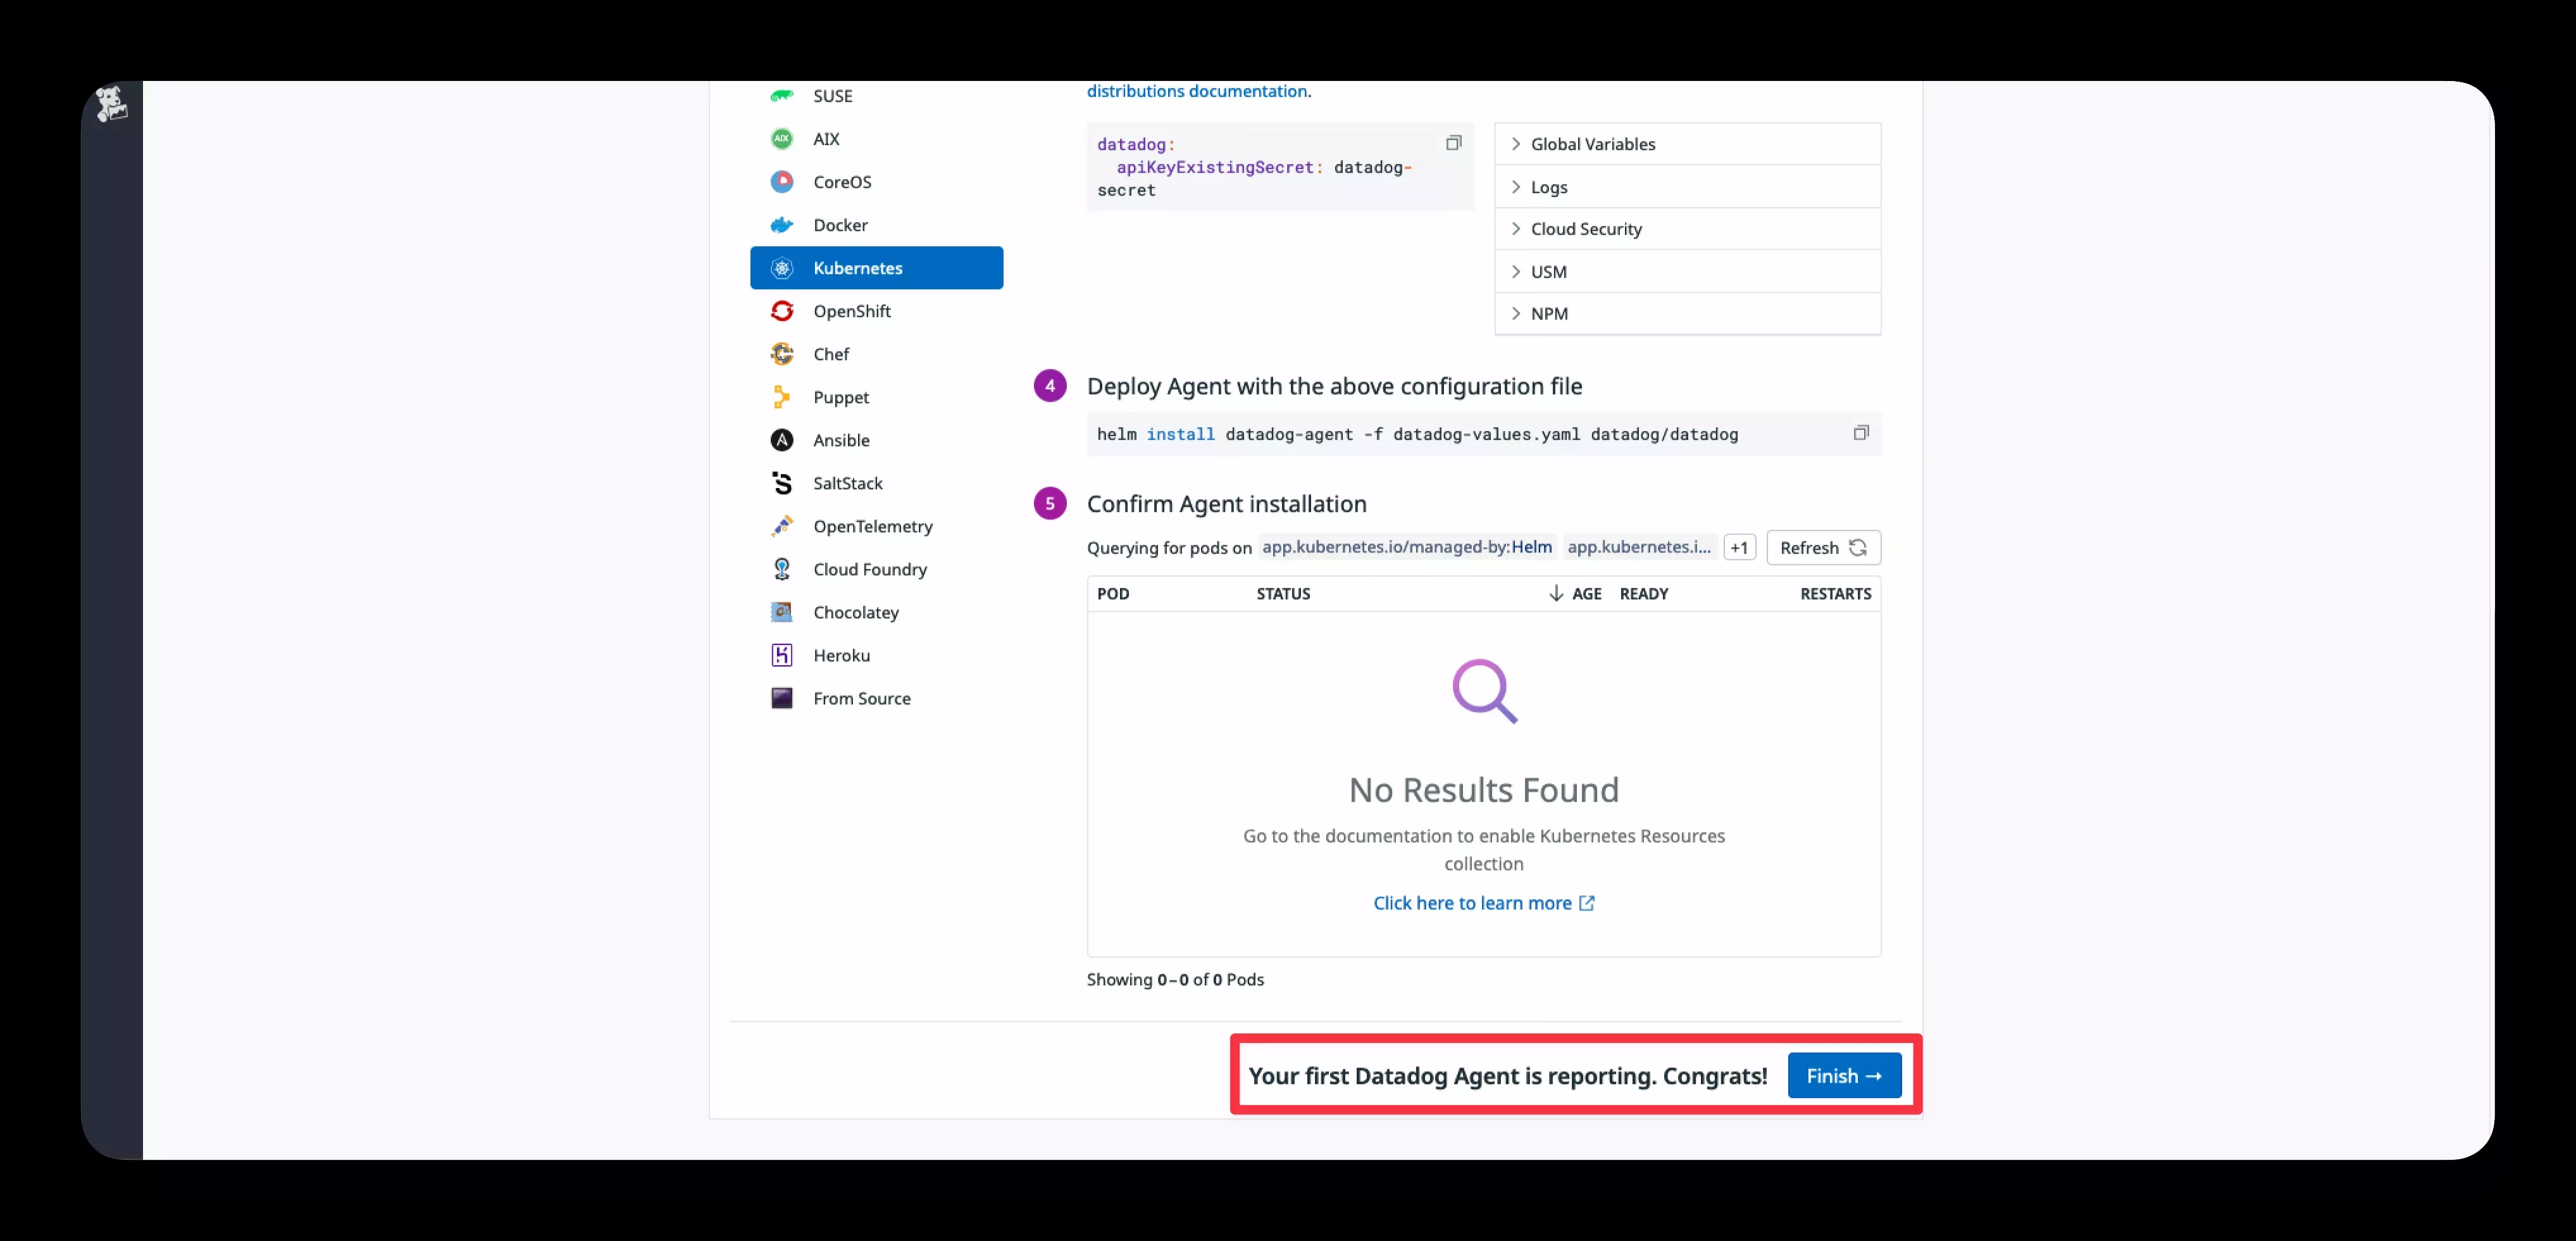 SUSE
AIX
CoreOS
Docker
Kubernetes
OpenShift
Chef
Puppet
Ansible
SaltStack
OpenTelemetry
Cloud Foundry
Chocolatey
Heroku
From Source
distributions documentation.
datadog:
apiKeyExistingSecret: datadog-
secret
Global Variables
Logs
Cloud Security
USM
NPM
4 Deploy Agent with the above configuration file
helm install datadog-agent -f datadog-values.yaml datadog/datadog
5 Confirm Agent installation
Querying for pods on app.kubernetes.io/managed-by:Helm app.kubernetes.i... +1 Refresh
POD STATUS AGE READY RESTARTS
No Results Found
Go to the documentation to enable Kubernetes Resources
collection
Click here to learn more
Showing 0–0 of 0 Pods
Your first Datadog Agent is reporting. Congrats! Finish →